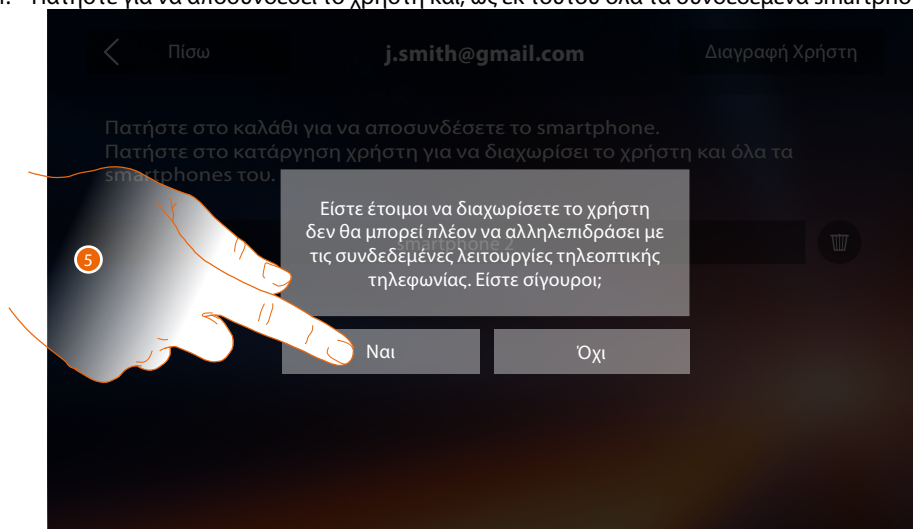 Πατήστε για να αποσυνδέσει το χρήστη και, ως εκ τούτου όλα τα συνδεδεμένα
Πίσω
j.smith@gmail.com
Διαγραφή Χρήστη
Πατήστε στο καλάθι για να αποσυνδέσετε το smartphone.
Πατήστε στο κατάργηση χρήστη για να διαχωρίσει το χρήστη και όλα τα
smartphones του.
Είστε έτοιμοι να διαχωρίσετε το χρήστη
δεν θα μπορεί πλέον να αλληλεπιδράσει με
smartphone 2
τις συνδεδεμένες λειτουργίες τηλεοπτικής
τηλεφωνίας. Είστε σίγουροι;
5
Ναι
Όχι